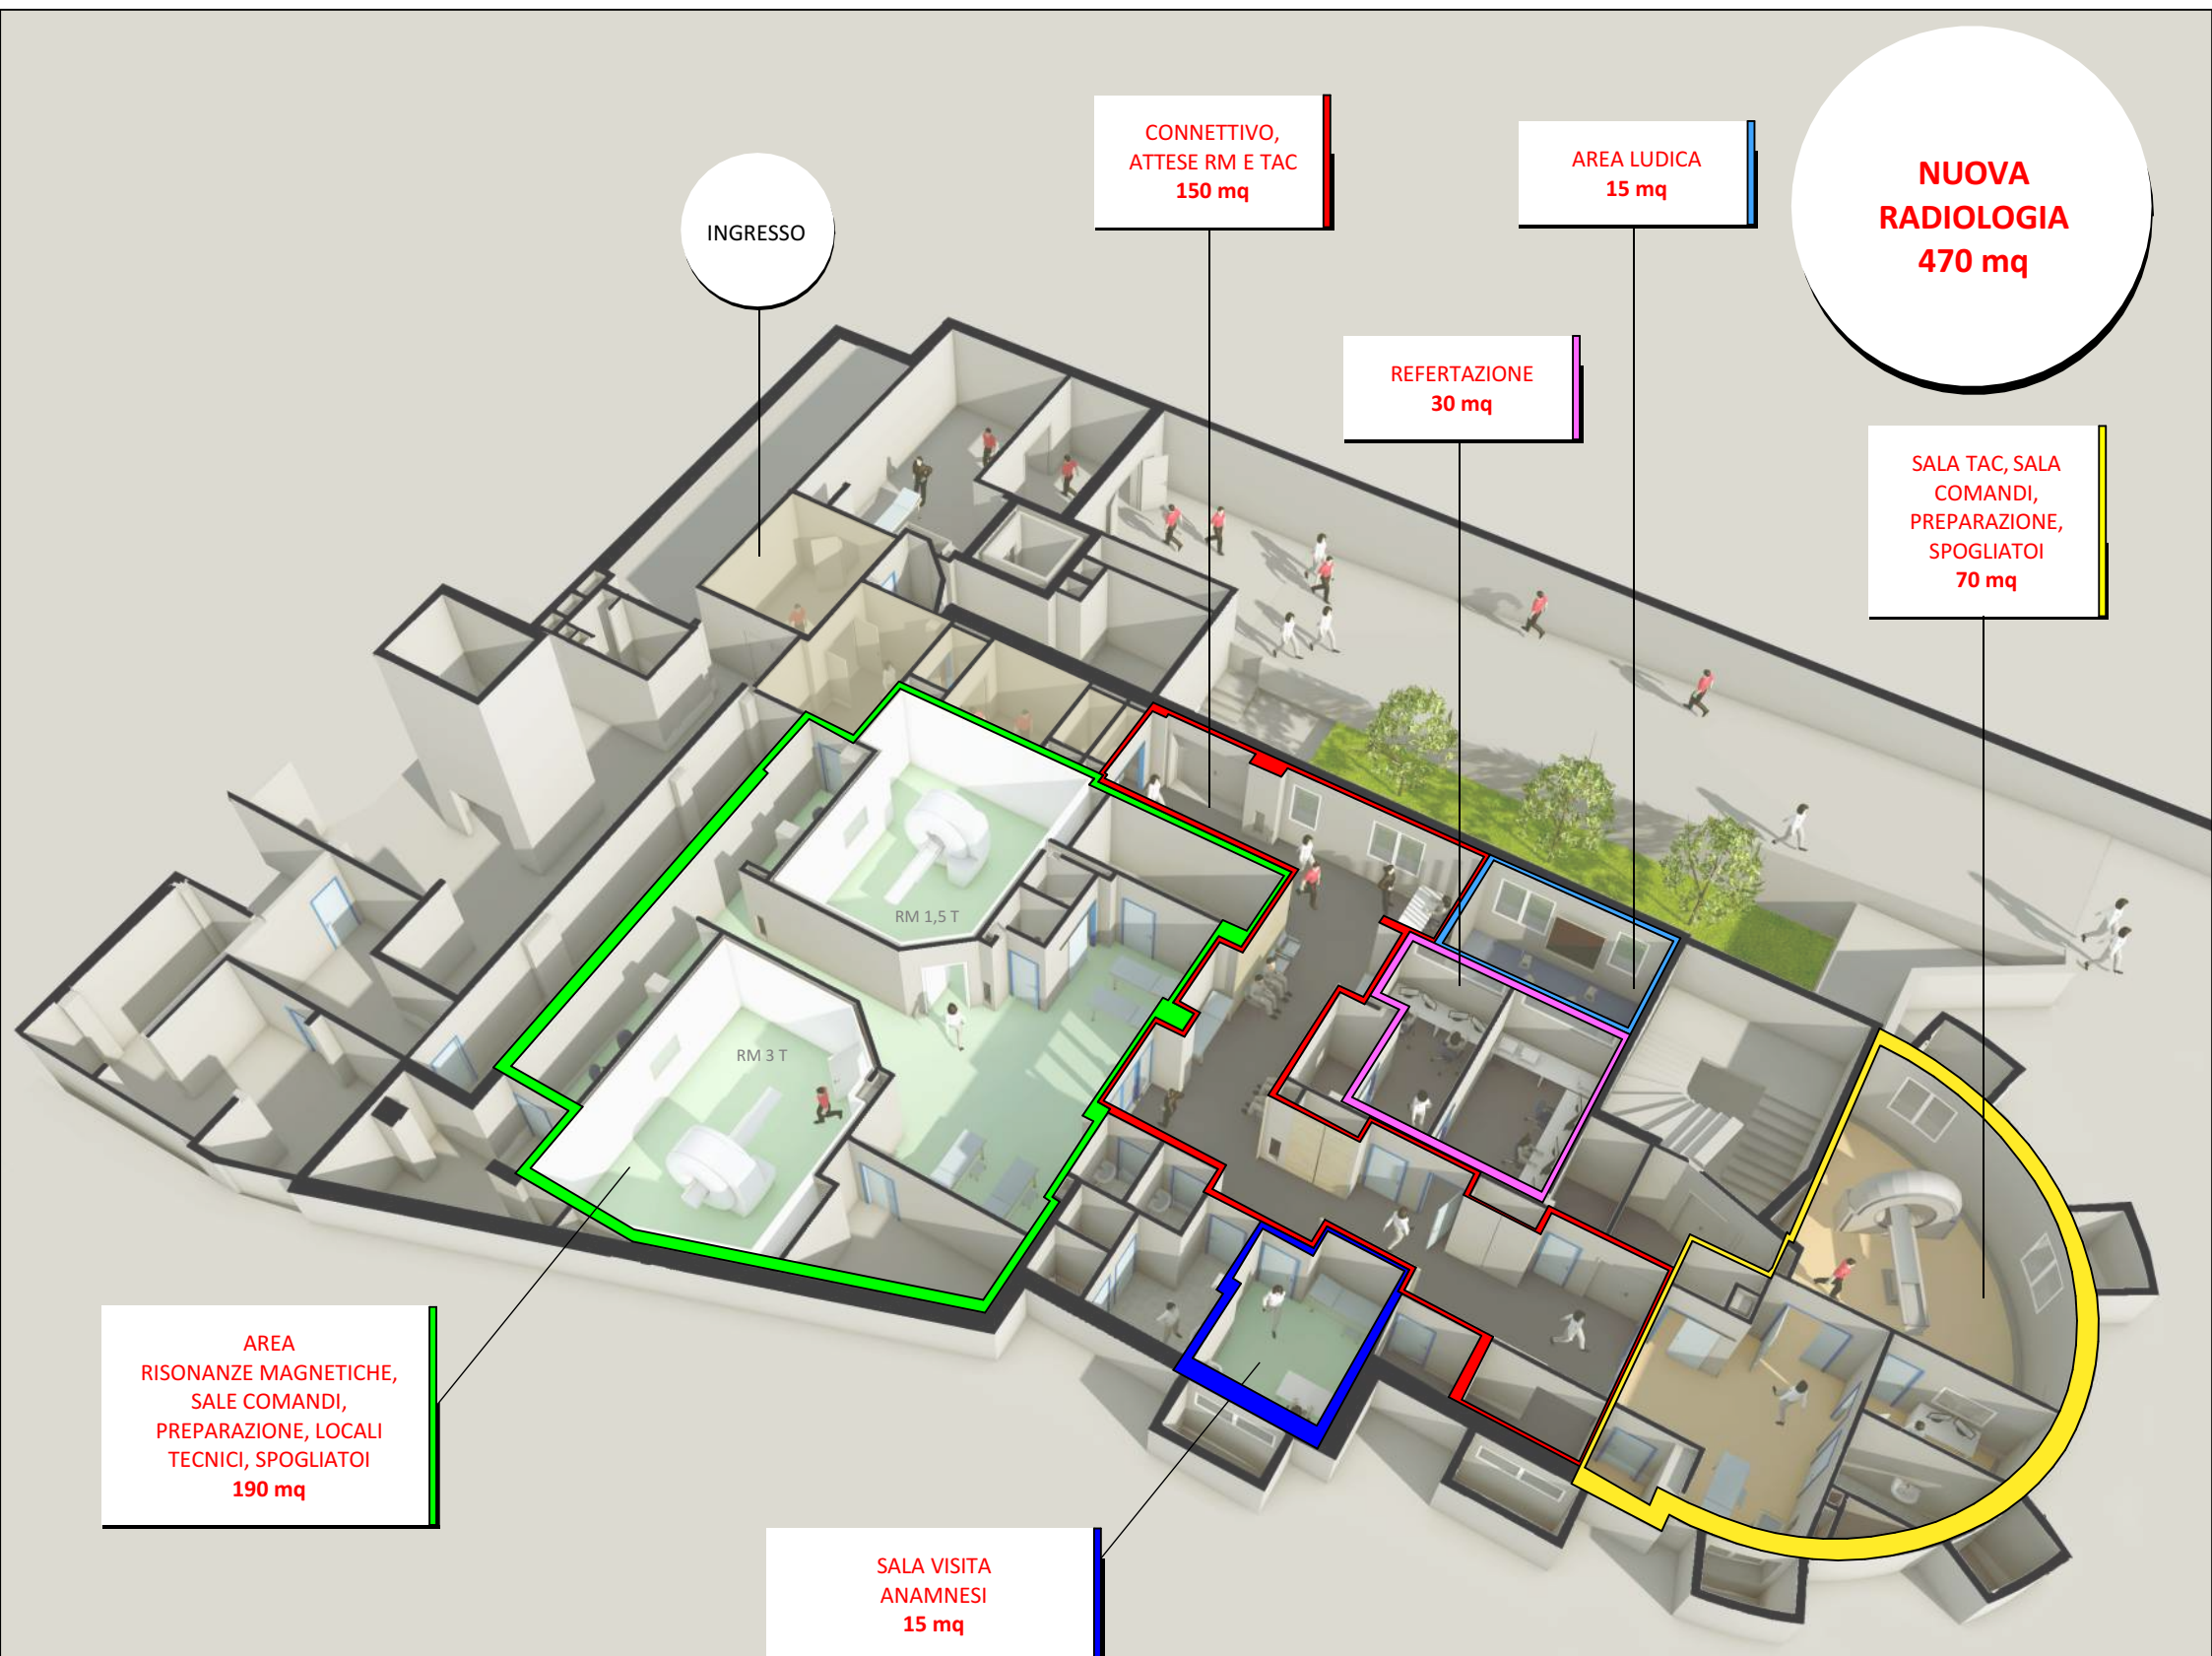 CONNETTIVO,
ATTESE RM E TAC
150 mq
AREA LUDICA
15 mq
NUOVA
RADIOLOGIA
470 mq
INGRESSO
REFERTAZIONE
30 mq
SALA TAC, SALA
COMANDI,
PREPARAZIONE,
SPOGLIATOI
70 mq
RM 1,5 T
RM 3 T
AREA
RISONANZE MAGNETICHE,
SALE COMANDI,
PREPARAZIONE, LOCALI
TECNICI, SPOGLIATOI
190 mq
SALA VISITA
ANAMNESI
15 mq